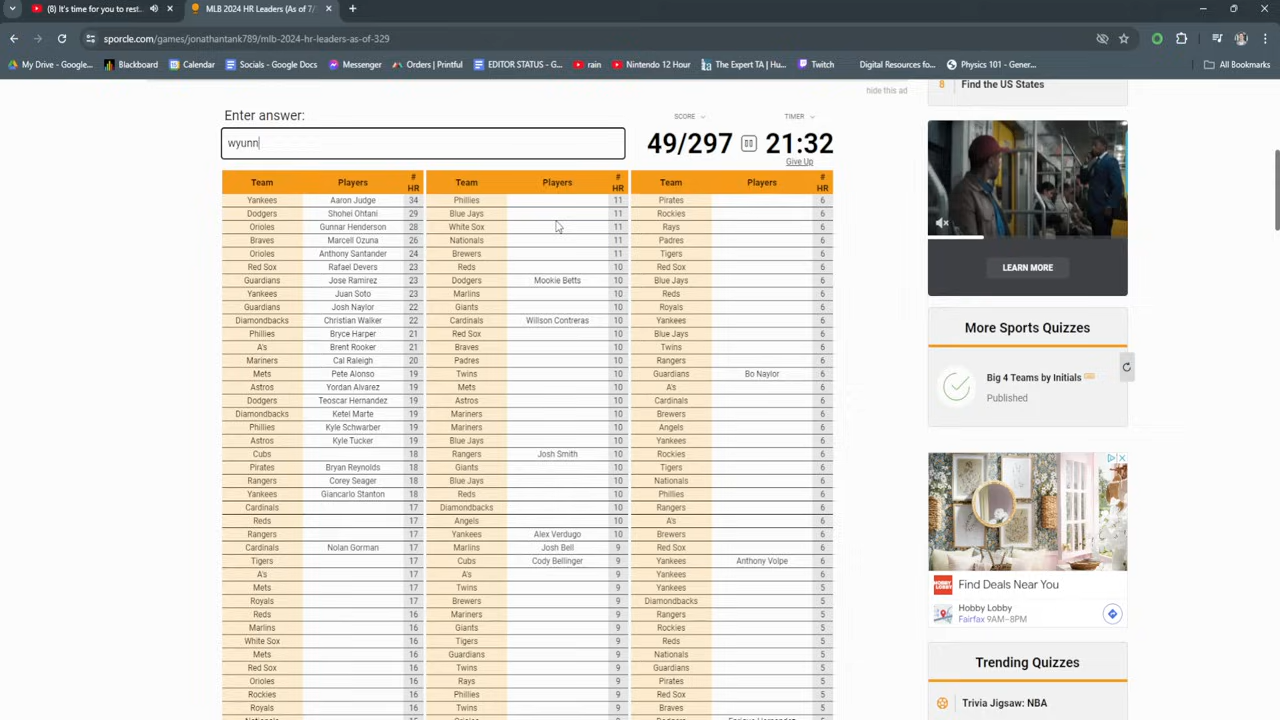 (8) It's time for you to rest.
MLB 2024 HR Leaders (As of 7/
sporcle.com/games/jonathantank789/mlb-2024-hr-leaders-as-of-329
My Drive - Google...
Blackboard
Calendar
Socials - Google Docs
EDITOR STATUS - G...
Messenger
Orders | Printful
rain
Nintendo 12 Hour
The Expert TA | Hu...
Twitch
Digital Resources fo...
Physics 101 - Gener...
All Bookmarks
hide this ad
8 Find the US States
Enter answer:
wyunn
SCORE
49/297
TIMER
21:32
Give Up
Team Players # HR Team Players # HR Team Players # HR
Yankees Aaron Judge 34 Phillies 11 Pirates 6
Dodgers Shohei Ohtani 29 Blue Jays 11 Rockies 6
Orioles Gunnar Henderson 28 White Sox 11 Rays 6
Braves Marcell Ozuna 26 Nationals 11 Padres 6
Orioles Anthony Santander 24 Brewers 11 Tigers 6
Red Sox Rafael Devers 23 Reds 10 Red Sox 6
Guardians Jose Ramirez 23 Dodgers Mookie Betts 10 Blue Jays 6
Yankees Juan Soto 23 Marlins 10 Reds 6
Guardians Josh Naylor 22 Giants 10 Royals 6
Diamondbacks Christian Walker 22 Cardinals Willson Contreras 10 Yankees 6
Phillies Bryce Harper 21 Red Sox 10 Blue Jays 6
A's Brent Rooker 21 Braves 10 Twins 6
Mariners Cal Raleigh 20 Padres 10 Rangers 6
Mets Pete Alonso 19 Twins 10 Guardians Bo Naylor 6
Astros Yordan Alvarez 19 Mets 10 A's 6
Dodgers Teoscar Hernandez 19 Astros 10 Cardinals 6
Diamondbacks Ketel Marte 19 Mariners 10 Brewers 6
Phillies Kyle Schwarber 19 Mariners 10 Angels 6
Astros Kyle Tucker 19 Blue Jays 10 Yankees 6
Cubs 18 Rangers Josh Smith 10 Rockies 6
Pirates Bryan Reynolds 18 Giants 10 Tigers 6
Rangers Corey Seager 18 Blue Jays 10 Nationals 6
Yankees Giancarlo Stanton 18 Reds 10 Phillies 6
Cardinals 17 Diamondbacks 10 Rangers 6
Reds 17 Angels 10 A's 6
Rangers 17 Yankees Alex Verdugo 10 Brewers 6
Cardinals Nolan Gorman 17 Marlins Josh Bell 9 Red Sox 6
Tigers 17 Cubs Cody Bellinger 9 Yankees Anthony Volpe 6
A's 17 A's 9 Yankees 6
Mets 17 Twins 9 Yankees 5
Royals 17 Brewers 9 Diamondbacks 5
Reds 16 Mariners 9 Rangers 5
Marlins 16 Giants 9 Rockies 5
White Sox 16 Tigers 9 Reds 5
Mets 16 Guardians 9 Nationals 5
Red Sox 16 Twins 9 Guardians 5
Orioles 16 Rays 9 Pirates 5
Rockies 16 Phillies 9 Red Sox 5
Royals 16 Twins 9 Braves 5
Nationals 15 Orioles 9 Dodgers Enrique Hernandez 5
LEARN MORE
More Sports Quizzes
Big 4 Teams by Initials
Published
Find Deals Near You
HOBBY LOBBY
Hobby Lobby
Fairfax 9AM–8PM
Trending Quizzes
Trivia Jigsaw: NBA